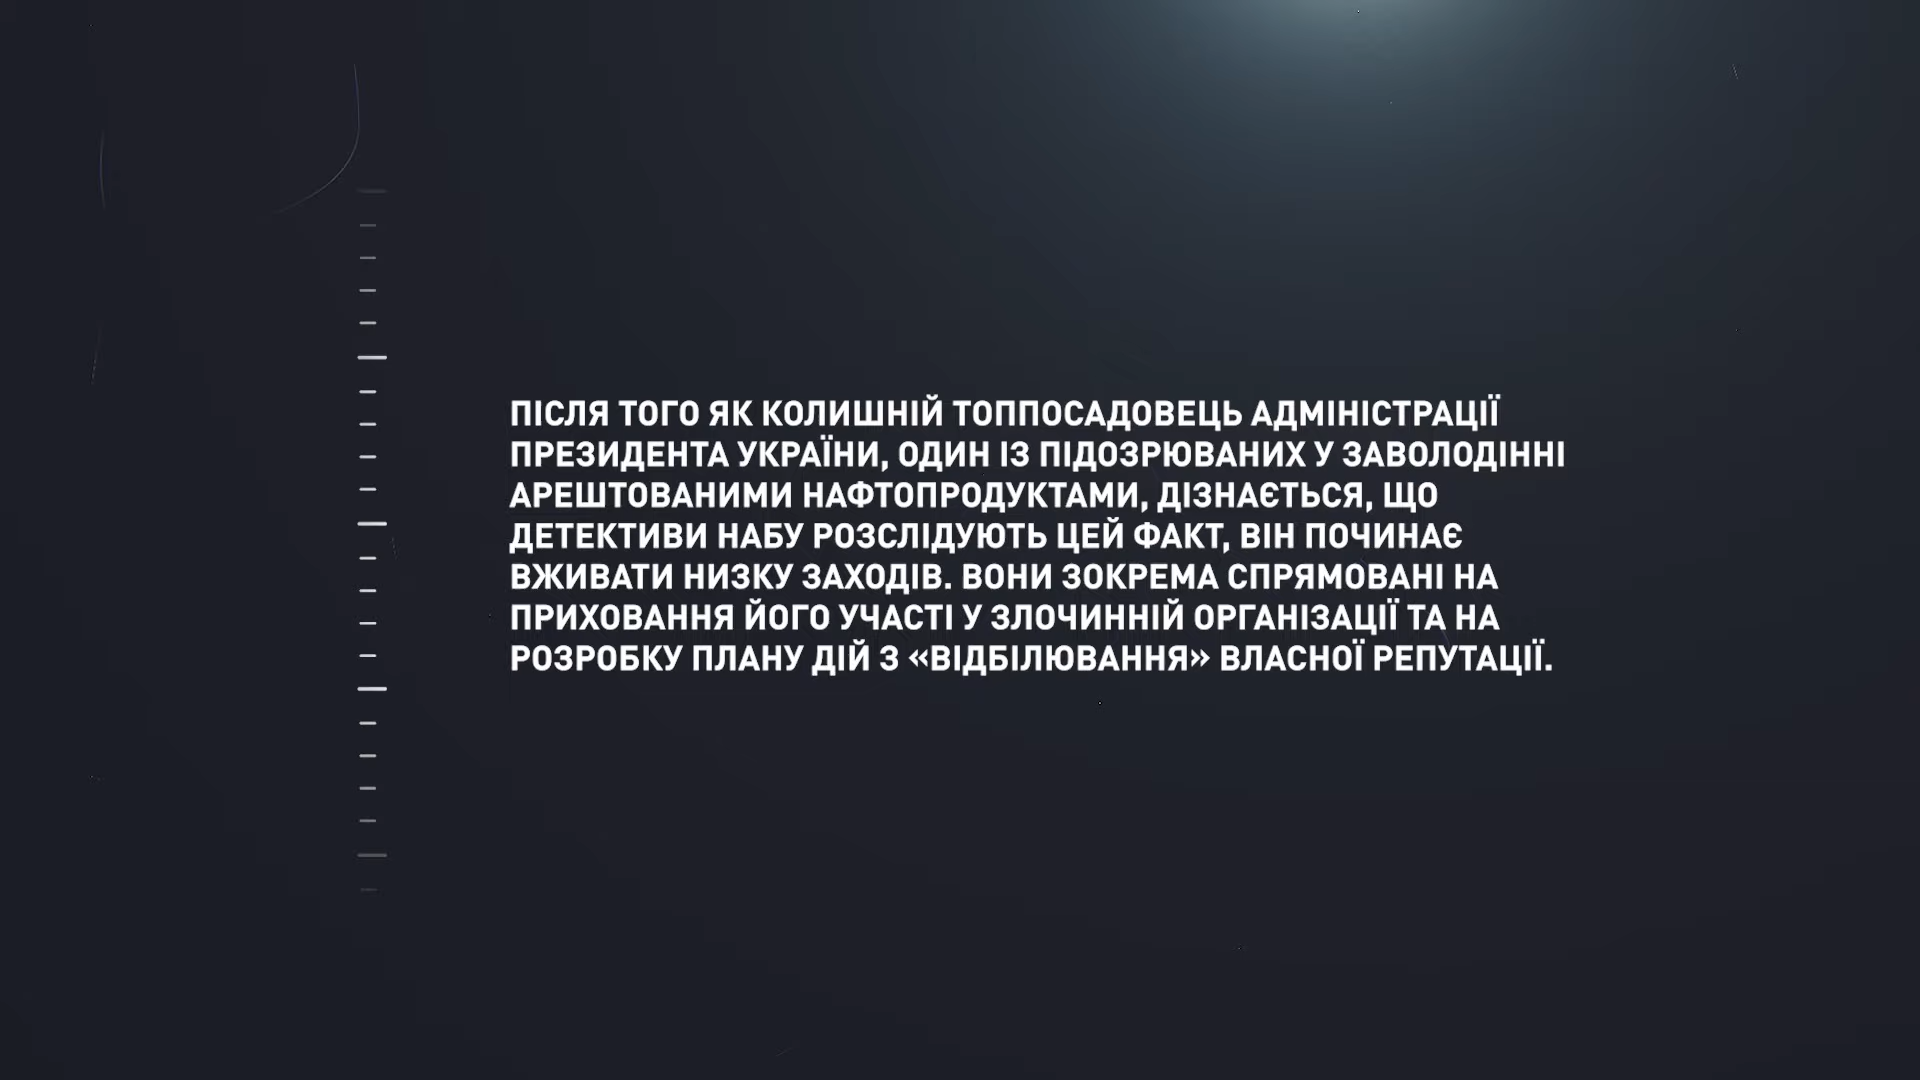 ПІСЛЯ ТОГО ЯК КОЛИШНІЙ ТОППОСАДОВЕЦЬ АДМІНІСТРАЦІЇ
ПРЕЗИДЕНТА УКРАЇНИ, ОДИН ІЗ ПІДОЗРЮВАНИХ У ЗАВОЛОДІННІ
АРЕШТОВАНИМИ НАФТОПРОДУКТАМИ, ДІЗНАЄТЬСЯ, ЩО
ДЕТЕКТИВИ НАБУ РОЗСЛІДУЮТЬ ЦЕЙ ФАКТ, ВІН ПОЧИНАЄ
ВЖИВАТИ НИЗКУ ЗАХОДІВ. ВОНИ ЗОКРЕМА СПРЯМОВАНІ НА
ПРИХОВАННЯ ЙОГО УЧАСТІ У ЗЛОЧИННІЙ ОРГАНІЗАЦІЇ ТА НА
РОЗРОБКУ ПЛАНУ ДІЙ З «ВІДБІЛЮВАННЯ» ВЛАСНОЇ РЕПУТАЦІЇ.